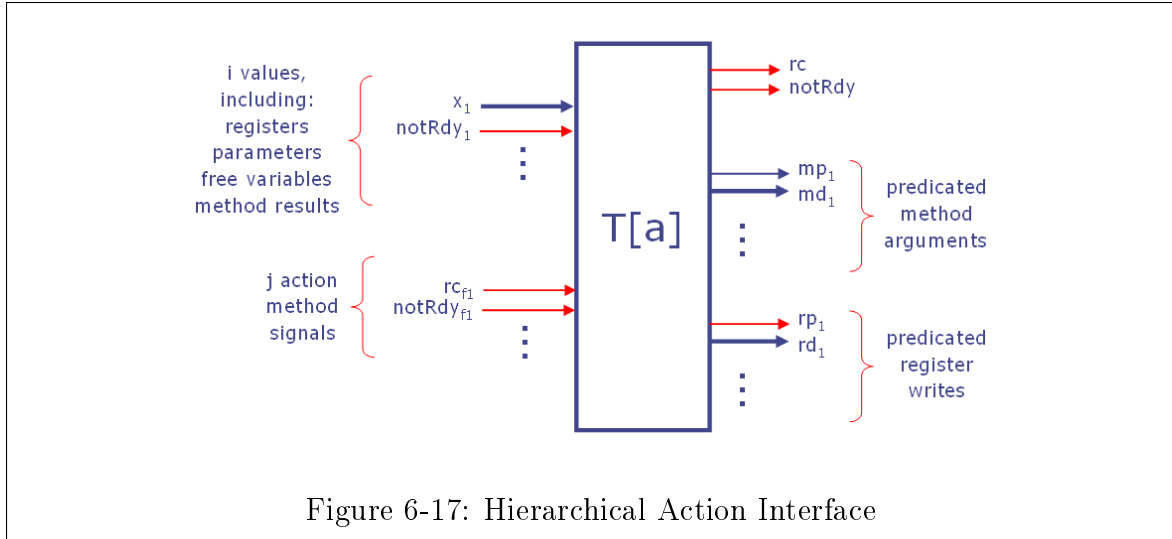 i values,
including:
registers
parameters
free variables
method results
x1
notRdy1
j action
method
signals
rcf1
notRdyf1
T[a]
rc
notRdy
mp1
md1
predicated
method
arguments
rp1
rd1
predicated
register
writes
Figure 6-17: Hierarchical Action Interface